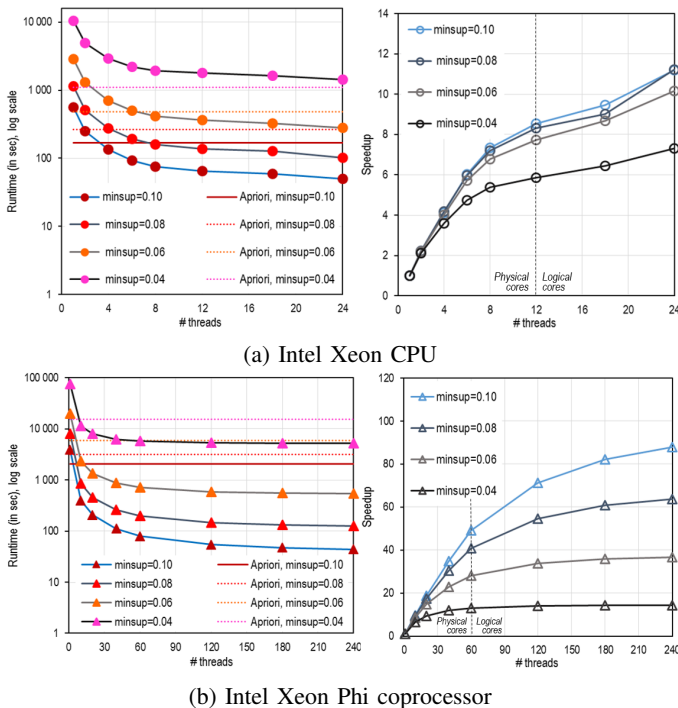 10 000
1000
100
10
1
Runtime (in sec), log scale
minsup=0.10
minsup=0.08
minsup=0.06
minsup=0.04
Apriori, minsup=0.10
Apriori, minsup=0.08
Apriori, minsup=0.06
Apriori, minsup=0.04
0 2 4 6 8 10 12 14 16 18 20 22 24
# threads
14
12
10
8
6
4
2
0
Speedup
minsup=0.10
minsup=0.08
minsup=0.06
minsup=0.04
Physical cores
Logical cores
0 4 8 12 16 20 24
# threads
(a) Intel Xeon CPU
100 000
10 000
1 000
100
10
1
Runtime (in sec), log scale
minsup=0.10
minsup=0.08
minsup=0.06
minsup=0.04
Apriori, minsup=0.10
Apriori, minsup=0.08
Apriori, minsup=0.06
Apriori, minsup=0.04
0 30 60 90 120 150 180 210 240
# threads
120
100
80
60
40
20
0
Speedup
minsup=0.10
minsup=0.08
minsup=0.06
minsup=0.04
Physical cores
Logical cores
0 30 60 90 120 150 180 210 240
# threads
(b) Intel Xeon Phi coprocessor